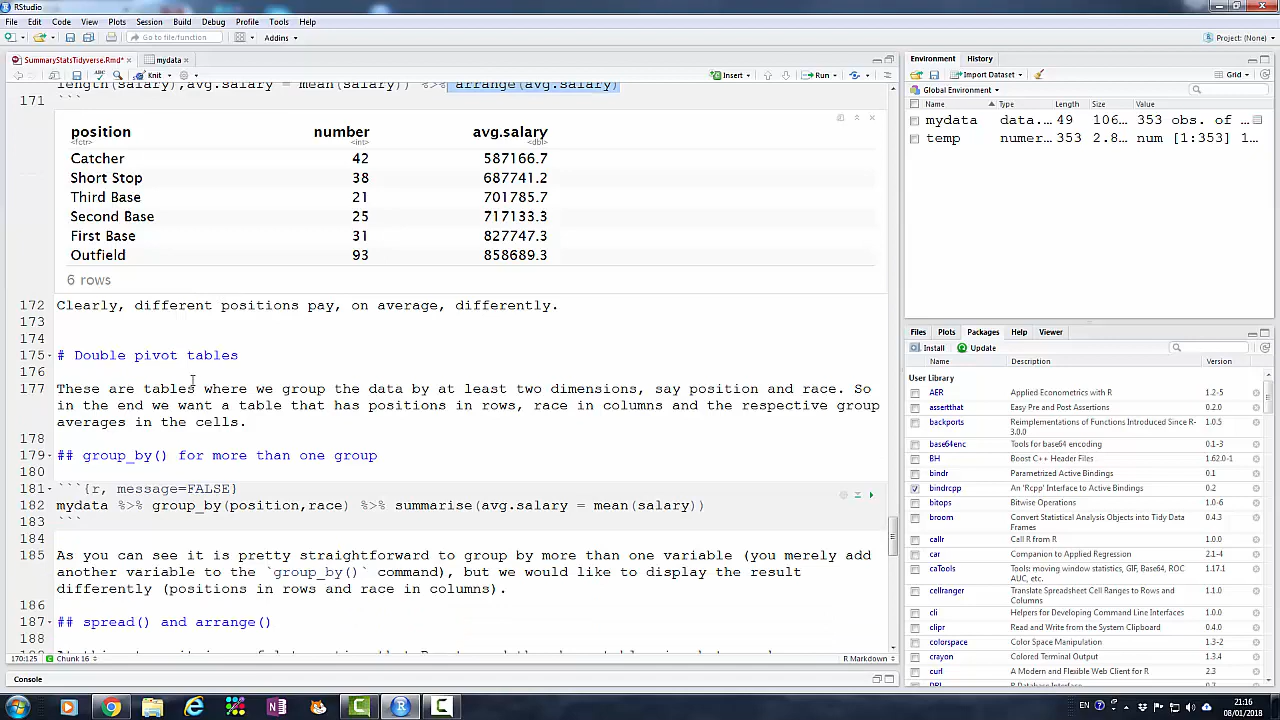 RStudio
File Edit Code View Plots Session Build Debug Profile Tools Help
Go to file/function Addins Project: (None)
SummaryStatsTidyverse.Rmd* mydata
Knit Insert Run
length(salary),avg.salary = mean(salary)) %>% arrange(avg.salary)
171 ```
position number avg.salary
<fctr> <int> <dbl>
Catcher 42 587166.7
Short Stop 38 687741.2
Third Base 21 701785.7
Second Base 25 717133.3
First Base 31 827747.3
Outfield 93 858689.3
6 rows
172 Clearly, different positions pay, on average, differently.
173
174
175 # Double pivot tables
176
177 These are tables where we group the data by at least two dimensions, say position and race. So
in the end we want a table that has positions in rows, race in columns and the respective group
averages in the cells.
178
179 ## group_by() for more than one group
180
181 ```{r, message=FALSE}
182 mydata %>% group_by(position,race) %>% summarise(avg.salary = mean(salary))
183 ```
184
185 As you can see it is pretty straightforward to group by more than one variable (you merely add
another variable to the `group_by()` command), but we would like to display the result
differently (positions in rows and race in columns).
186
187 ## spread() and arrange()
188
170:125 Chunk 16 R Markdown
Console
Environment History
Import Dataset Grid
Global Environment
Name Type Length Size Value
mydata data.… 49 106… 353 obs. of …
temp numer… 353 2.8… num [1:353] 1…
Files Plots Packages Help Viewer
Install Update
Name Description Version
User Library
AER Applied Econometrics with R 1.2-5
assertthat Easy Pre and Post Assertions 0.2.0
backports Reimplementations of Functions Introduced Since R-3.0.0 1.0.5
base64enc Tools for base64 encoding 0.1-3
BH Boost C++ Header Files 1.62.0-1
bindr Parametrized Active Bindings 0.1
bindrcpp An 'Rcpp' Interface to Active Bindings 0.2
bitops Bitwise Operations 1.0-6
broom Convert Statistical Analysis Objects into Tidy Data Frames 0.4.3
callr Call R from R 1.0.0
car Companion to Applied Regression 2.1-4
caTools Tools: moving window statistics, GIF, Base64, ROC AUC, etc. 1.17.1
cellranger Translate Spreadsheet Cell Ranges to Rows and Columns 1.1.0
cli Helpers for Developing Command Line Interfaces 1.0.0
clipr Read and Write from the System Clipboard 0.4.0
colorspace Color Space Manipulation 1.3-2
crayon Colored Terminal Output 1.3.4
curl A Modern and Flexible Web Client for R 2.3
EN 21:16
08/01/2018